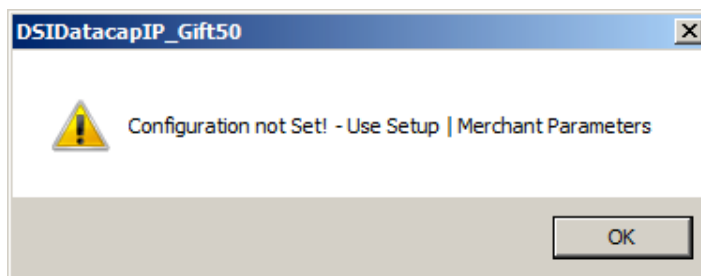 DSIDatacapIP_Gift50
Configuration not Set! - Use Setup | Merchant Parameters
OK